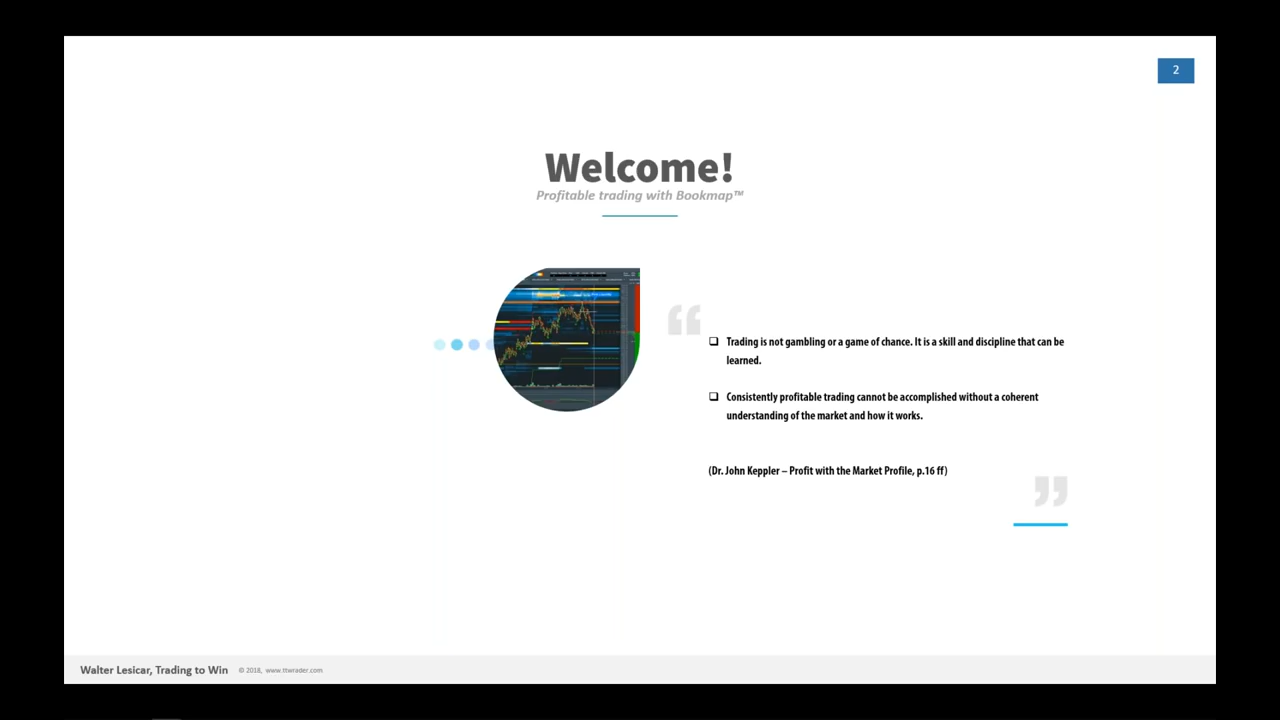 2
Welcome!
Profitable trading with Bookmap™
❑ Trading is not gambling or a game of chance. It is a skill and discipline that can be
learned.
❑ Consistently profitable trading cannot be accomplished without a coherent
understanding of the market and how it works.
(Dr. John Keppler – Profit with the Market Profile, p.16 ff)
Walter Lesicar, Trading to Win © 2018, www.ttwrader.com